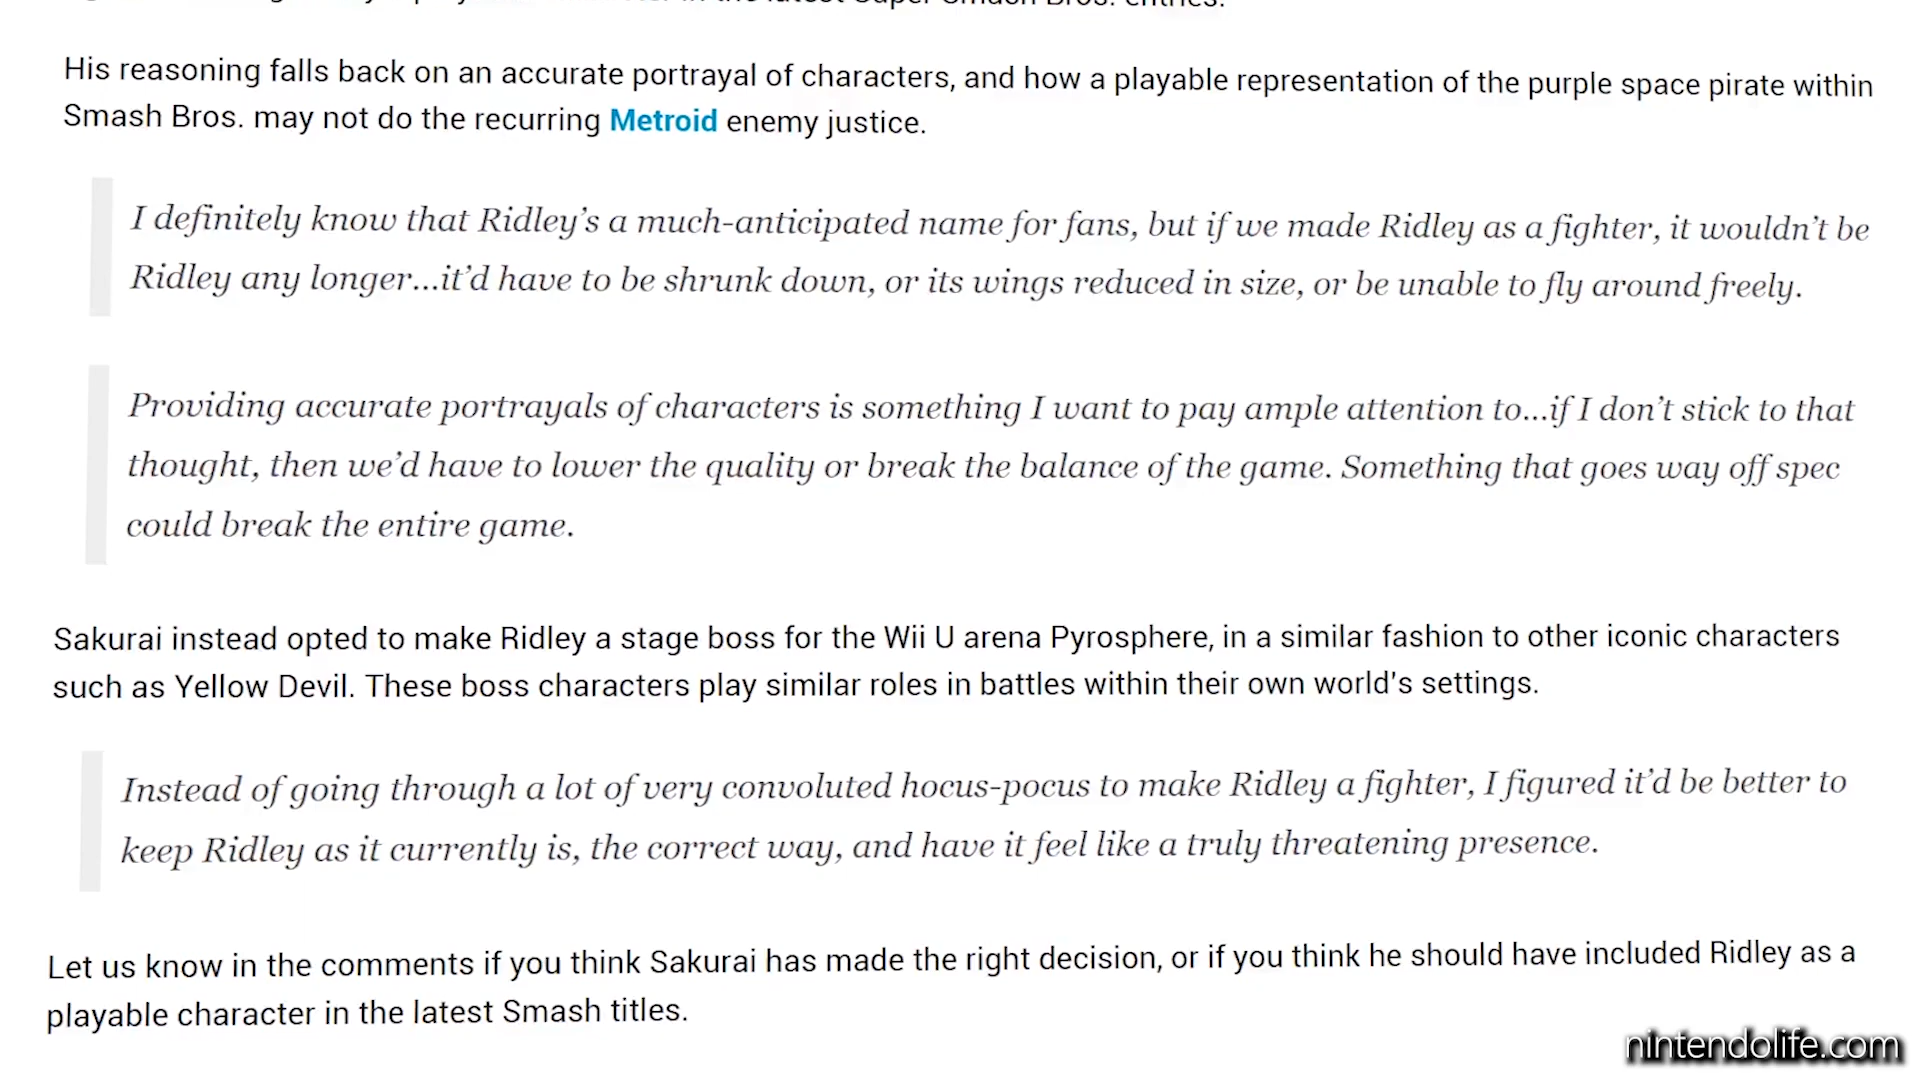 in the latest Super Smash Bros. entries.
His reasoning falls back on an accurate portrayal of characters, and how a playable representation of the purple space pirate within
Smash Bros. may not do the recurring Metroid enemy justice.
I definitely know that Ridley’s a much-anticipated name for fans, but if we made Ridley as a fighter, it wouldn’t be
Ridley any longer...it’d have to be shrunk down, or its wings reduced in size, or be unable to fly around freely.
Providing accurate portrayals of characters is something I want to pay ample attention to...if I don’t stick to that
thought, then we’d have to lower the quality or break the balance of the game. Something that goes way off spec
could break the entire game.
Sakurai instead opted to make Ridley a stage boss for the Wii U arena Pyrosphere, in a similar fashion to other iconic characters
such as Yellow Devil. These boss characters play similar roles in battles within their own world's settings.
Instead of going through a lot of very convoluted hocus-pocus to make Ridley a fighter, I figured it’d be better to
keep Ridley as it currently is, the correct way, and have it feel like a truly threatening presence.
Let us know in the comments if you think Sakurai has made the right decision, or if you think he should have included Ridley as a
playable character in the latest Smash titles.
nintendolife.com